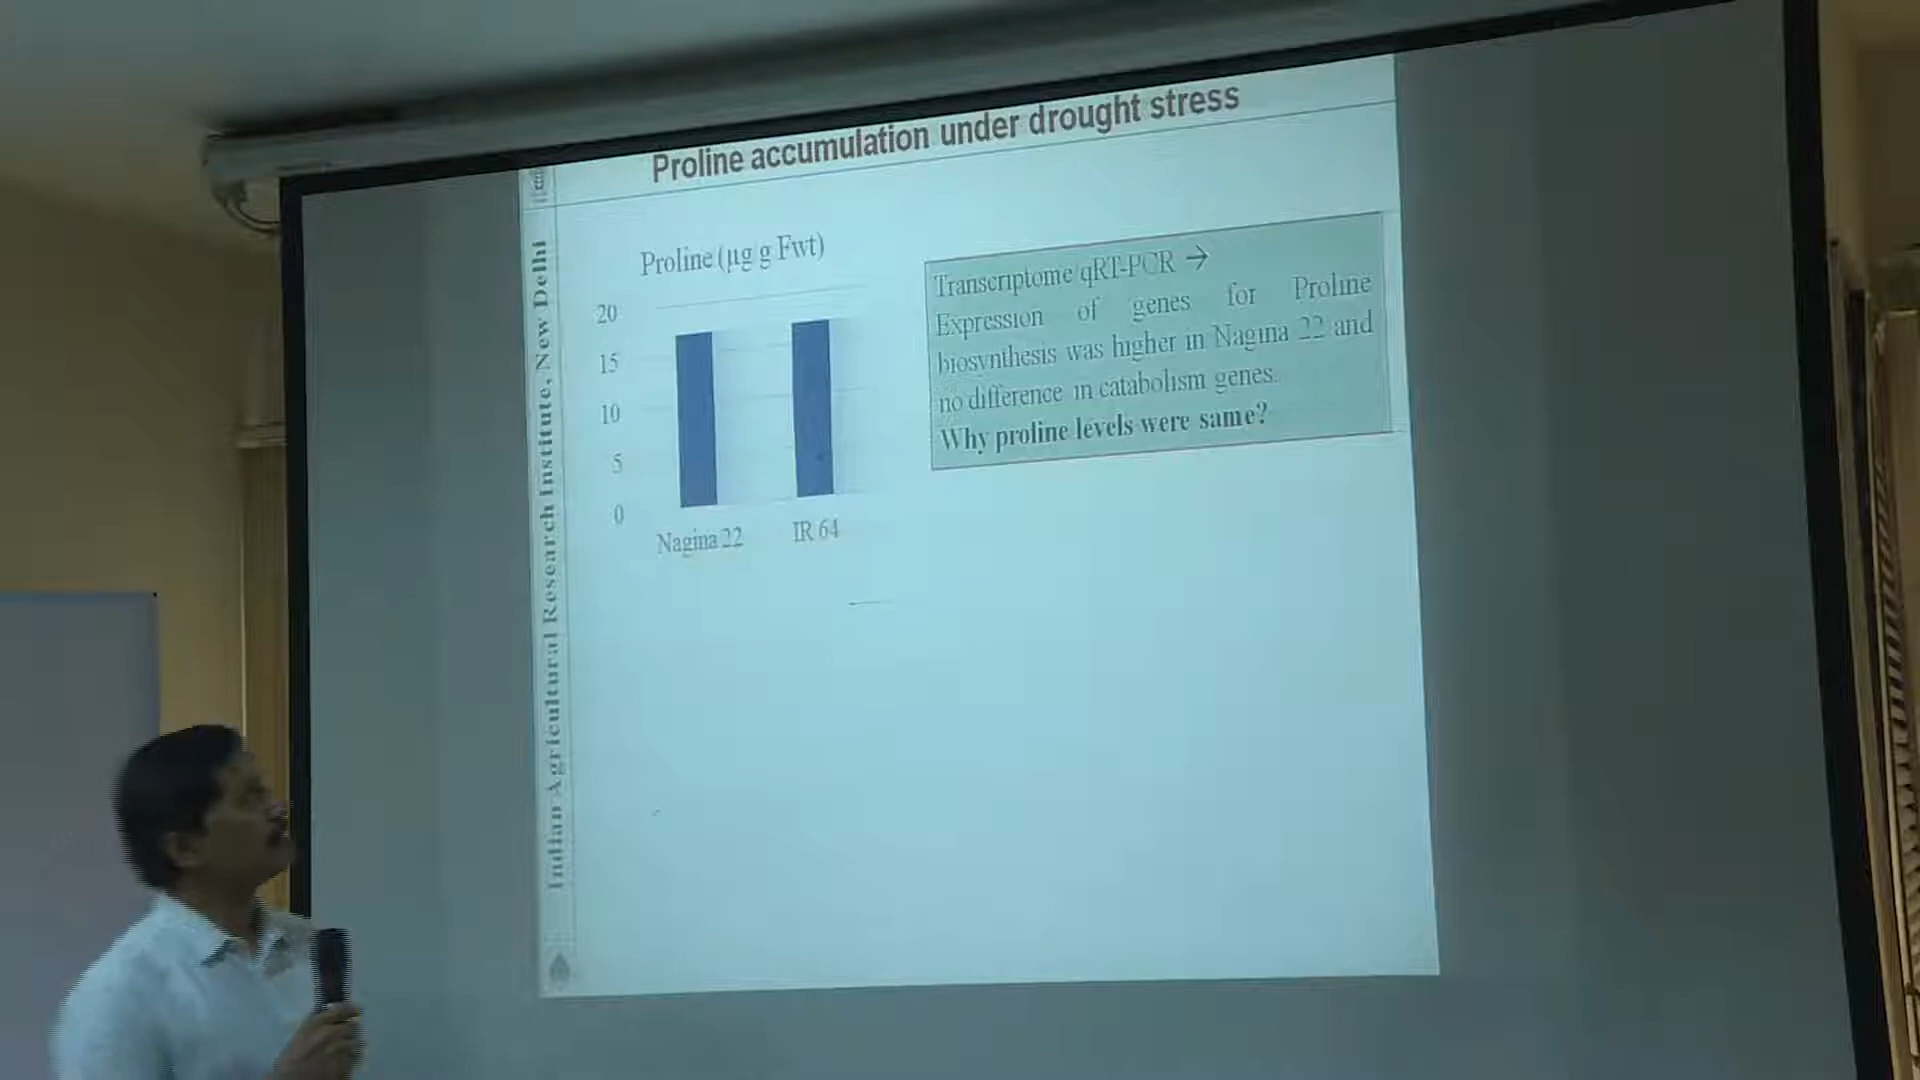 Proline accumulation under drought stress
Indian Agricultural Research Institute, New Delhi
Proline (µg g Fwt)
20
15
10
5
0
Nagina 22
IR 64
Transcriptome qRT-PCR →
Expression of genes for Proline
biosynthesis was higher in Nagina 22 and
no difference in catabolism genes.
Why proline levels were same?